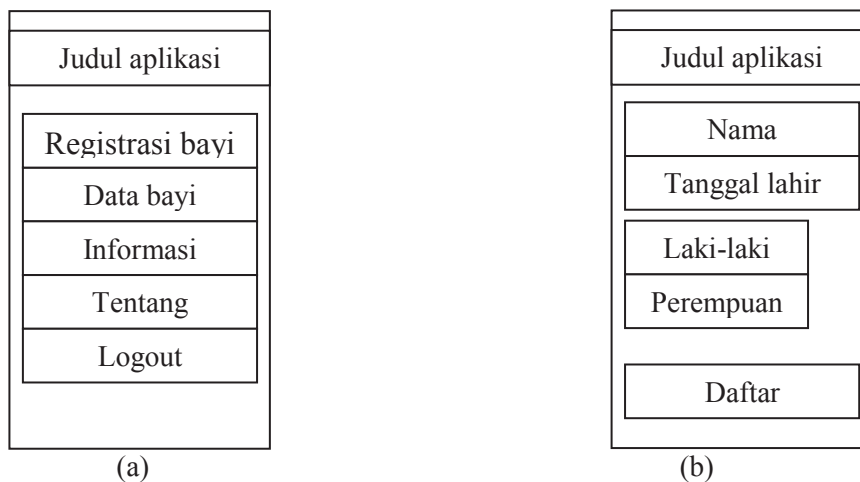 Judul aplikasi
Registrasi bayi
Data bayi
Informasi
Tentang
Logout
(a)
Judul aplikasi
Nama
Tanggal lahir
Laki-laki
Perempuan
Daftar
(b)